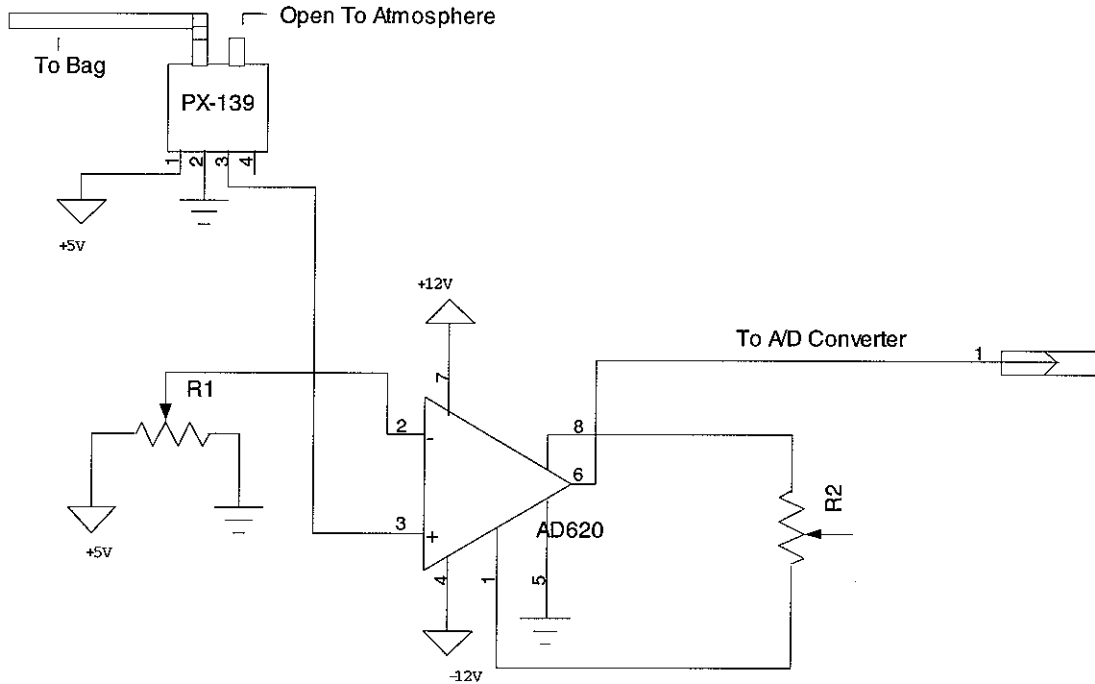 Open To Atmosphere
To Bag
PX-139
1 2 3 4
+5V
+12V
To A/D Converter
1
R1
7
2
-
8
6
R2
+5V
3
+
AD620
4
1
5
-12V